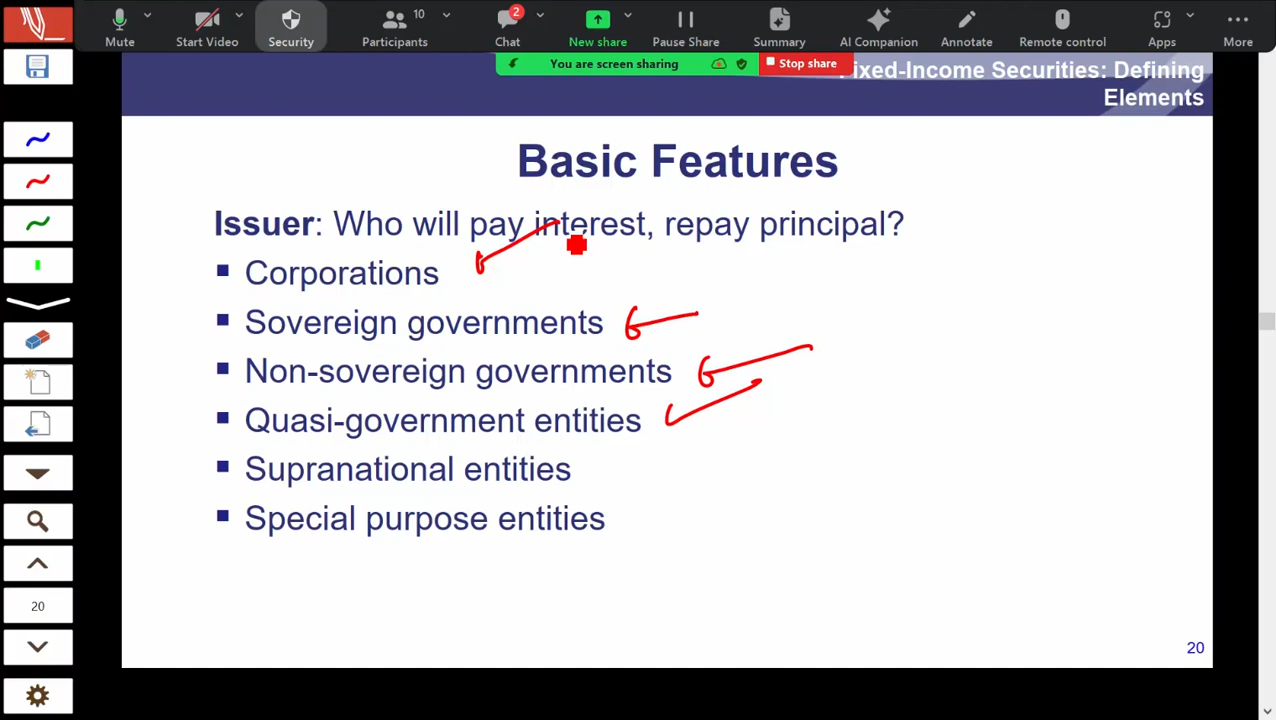 10
2
Mute
Start Video
Security
Participants
Chat
New share
Pause Share
Summary
AI Companion
Annotate
Remote control
Apps
More
You are screen sharing
Stop share
Fixed-Income Securities: Defining
Elements
Basic Features
Issuer: Who will pay interest, repay principal?
▪ Corporations
▪ Sovereign governments
▪ Non-sovereign governments
▪ Quasi-government entities
▪ Supranational entities
▪ Special purpose entities
20
20